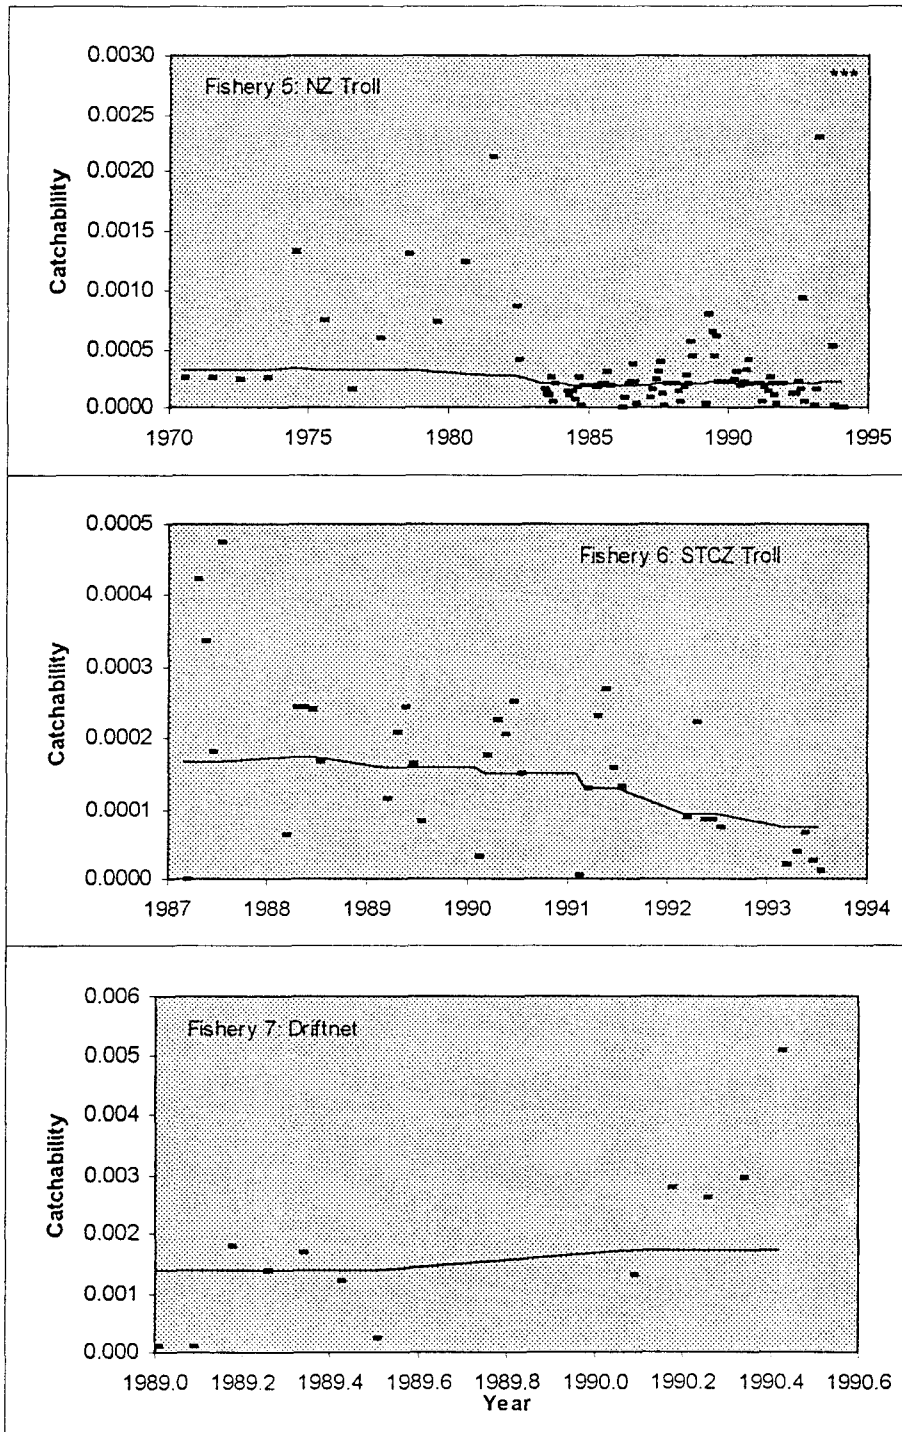 0.0030
Fishery 5: NZ Troll
***
0.0025
0.0020
0.0015
0.0010
0.0005
0.0000
Catchability
1970 1975 1980 1985 1990 1995
0.0005
Fishery 6: STCZ Troll
0.0004
0.0003
0.0002
0.0001
0.0000
Catchability
1987 1988 1989 1990 1991 1992 1993 1994
0.006
Fishery 7: Driftnet
0.005
0.004
0.003
0.002
0.001
0.000
Catchability
1989.0 1989.2 1989.4 1989.6 1989.8 1990.0 1990.2 1990.4 1990.6
Year